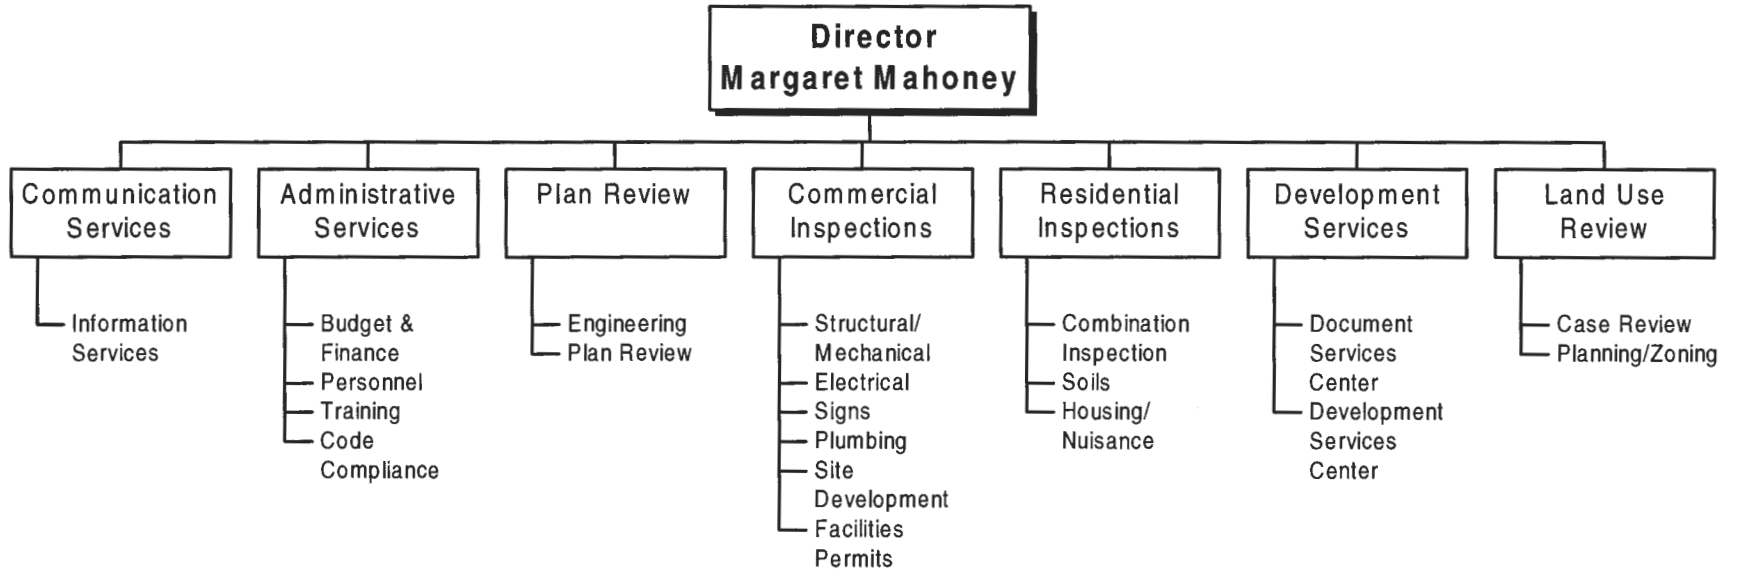 Director
Margaret Mahoney
Communication
Services
Administrative
Services
Plan Review
Commercial
Inspections
Residential
Inspections
Development
Services
Land Use
Review
Information
Services
Budget &
Finance
Personnel
Training
Code
Compliance
Engineering
Plan Review
Structural/
Mechanical
Electrical
Signs
Plumbing
Site
Development
Facilities
Permits
Combination
Inspection
Soils
Housing/
Nuisance
Document
Services
Center
Development
Services
Center
Case Review
Planning/Zoning